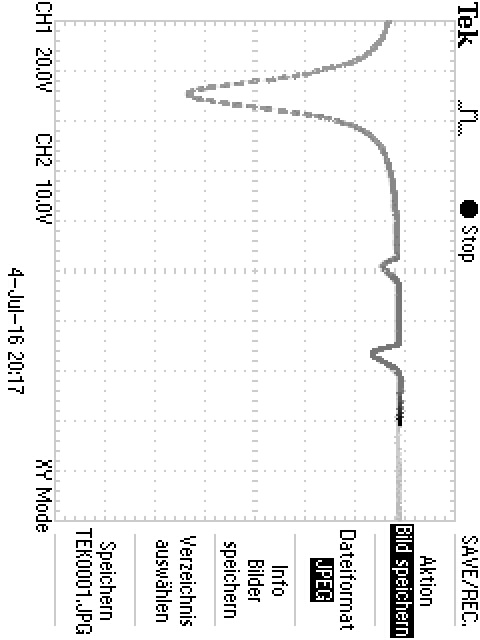 Tek
Stop
SAVE/REC.
Aktion
Bild speichern
Dateiformat
JPEG
Info
Bilder
speichern
Verzeichnis
auswählen
Speichern
TEK0001.JPG
CH1 20.0V CH2 10.0V XY Mode
4-Jul-16 20:17